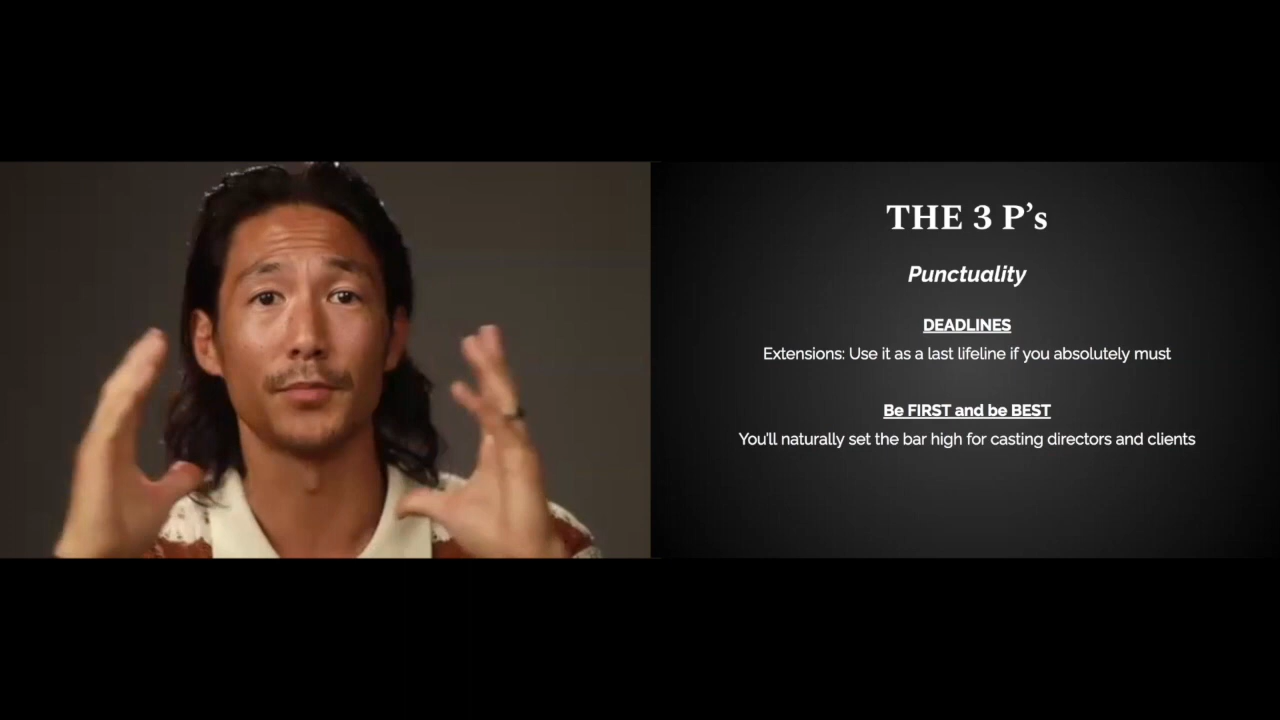 THE 3 P’s
Punctuality
DEADLINES
Extensions: Use it as a last lifeline if you absolutely must
Be FIRST and be BEST
You’ll naturally set the bar high for casting directors and clients